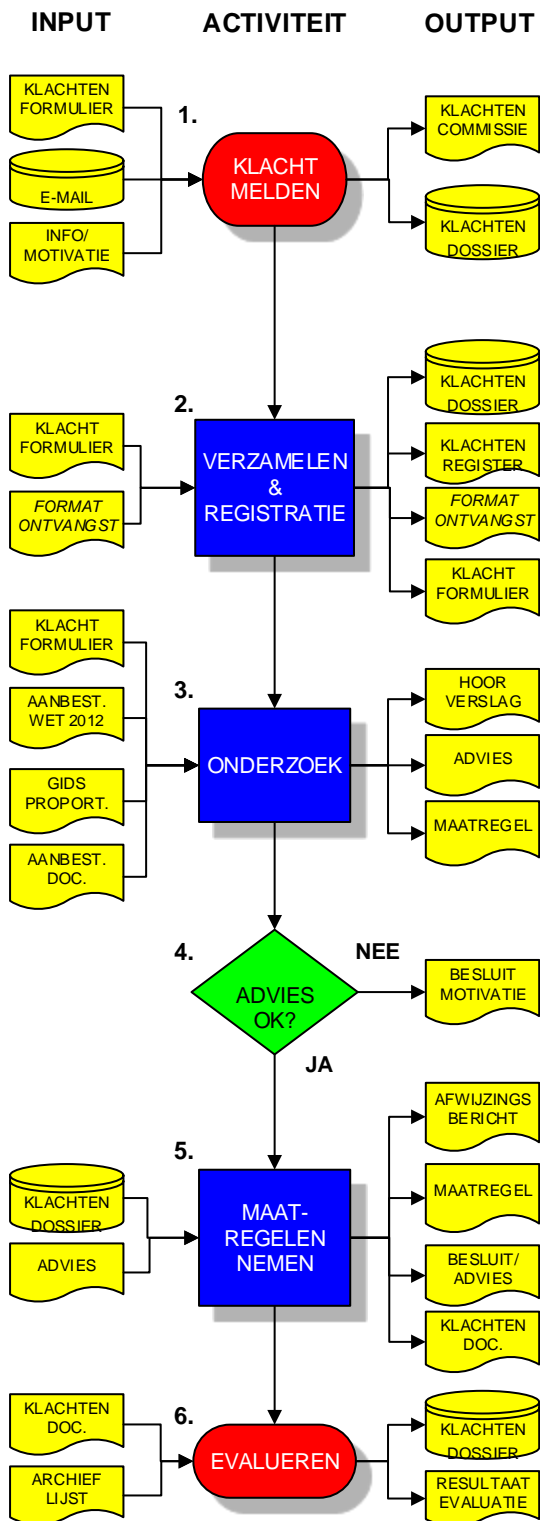 INPUT
ACTIVITEIT
OUTPUT
KLACHTEN
FORMULIER
E-MAIL
INFO/
MOTIVATIE
1.
KLACHT
MELDEN
KLACHTEN
COMMISSIE
KLACHTEN
DOSSIER
KLACHT
FORMULIER
FORMAT
ONTVANGST
2.
VERZAMELEN
&
REGISTRATIE
KLACHTEN
DOSSIER
KLACHTEN
REGISTER
FORMAT
ONTVANGST
KLACHT
FORMULIER
KLACHT
FORMULIER
AANBEST.
WET 2012
GIDS
PROPORT.
AANBEST.
DOC.
3.
ONDERZOEK
HOOR
VERSLAG
ADVIES
MAATREGEL
4.
ADVIES
OK?
NEE
JA
BESLUIT
MOTIVATIE
KLACHTEN
DOSSIER
ADVIES
5.
MAAT-
REGELEN
NEMEN
AFWIJZINGS
BERICHT
MAATREGEL
BESLUIT/
ADVIES
KLACHTEN
DOC.
KLACHTEN
DOC.
ARCHIEF
LIJST
6.
EVALUEREN
KLACHTEN
DOSSIER
RESULTAAT
EVALUATIE